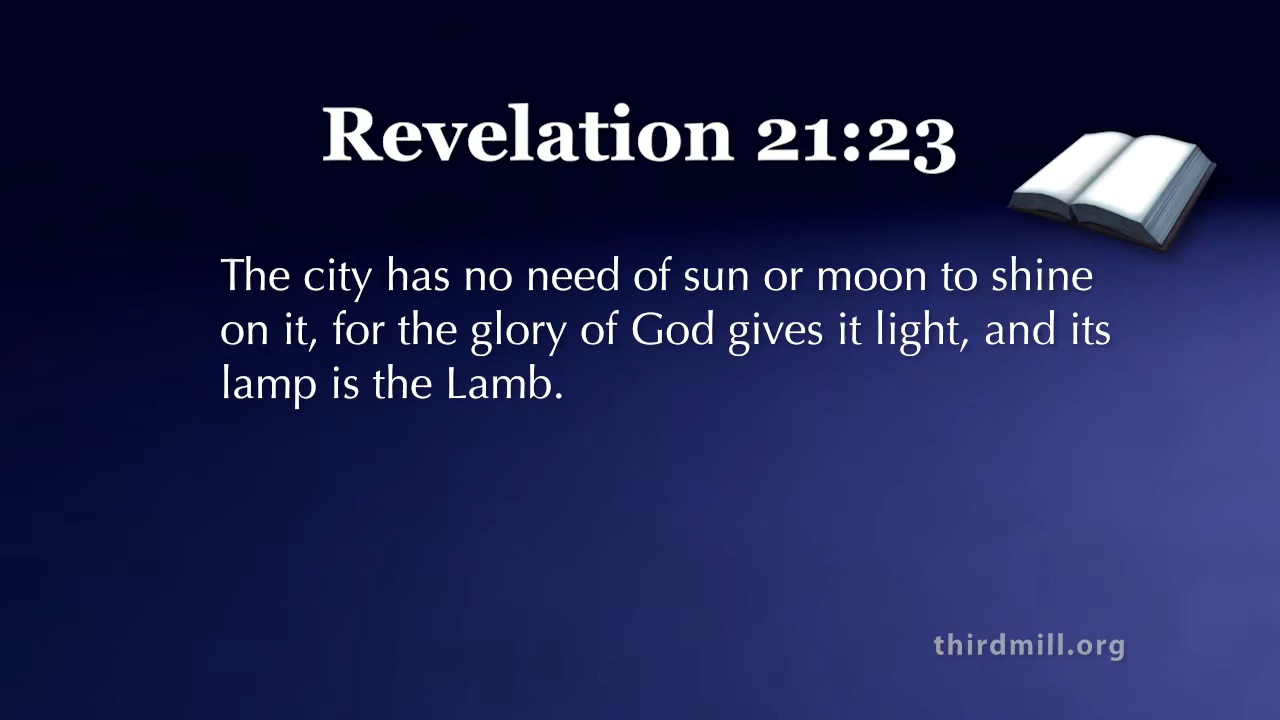 Revelation 21:23
The city has no need of sun or moon to shine
on it, for the glory of God gives it light, and its
lamp is the Lamb.
thirdmill.org